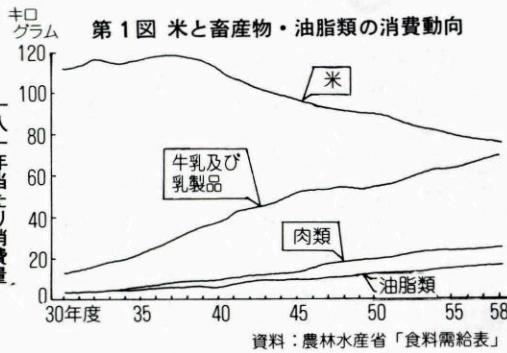 キロ
グラム
第1図 米と畜産物・油脂類の消費動向
120
100
80
60
40
20
0
一人一年当たり消費量
米
牛乳及び
乳製品
肉類
油脂類
30年度 35 40 45 50 55 58
資料：農林水産省「食料需給表」